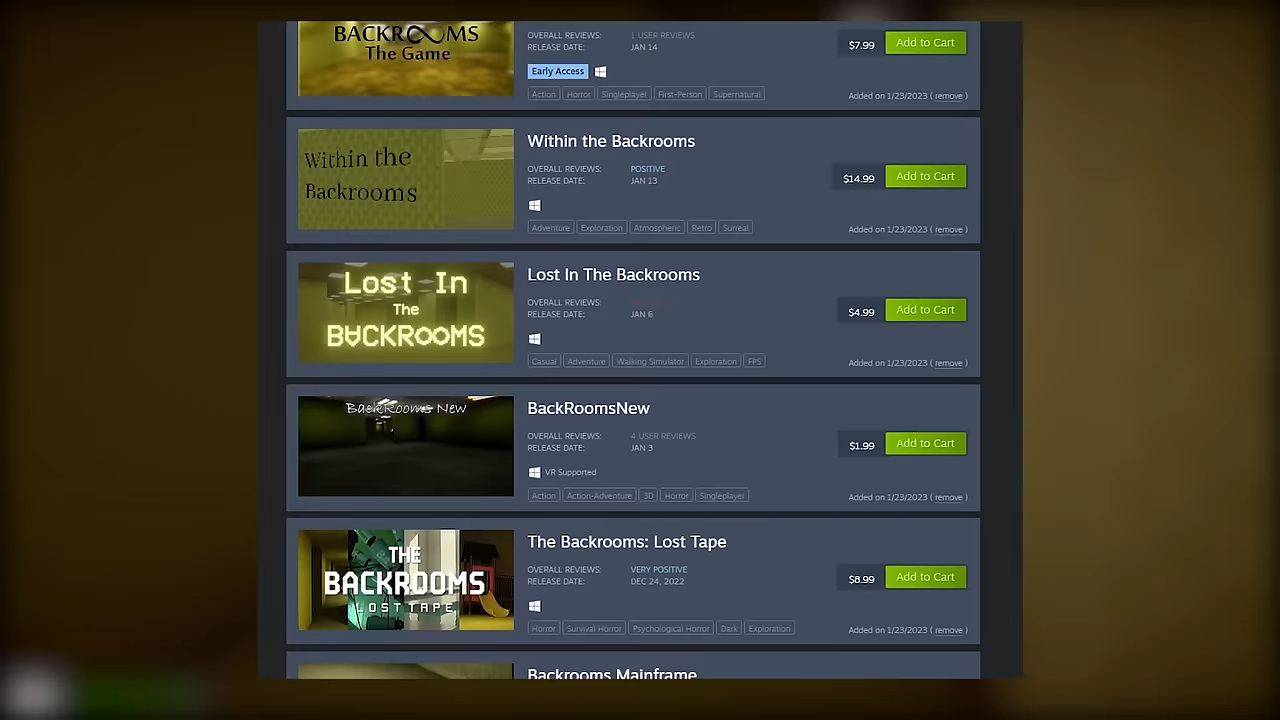 BACKROOMS
The Game
OVERALL REVIEWS: 1 USER REVIEWS
RELEASE DATE: JAN 14
$7.99 Add to Cart
Early Access
Action Horror Singleplayer First-Person Supernatural
Added on 1/23/2023 ( remove )
Within the
Backrooms
Within the Backrooms
OVERALL REVIEWS: POSITIVE
RELEASE DATE: JAN 13
$14.99 Add to Cart
Adventure Exploration Atmospheric Retro Surreal
Added on 1/23/2023 ( remove )
Lost In
The
BACKROOMS
Lost In The Backrooms
OVERALL REVIEWS:
RELEASE DATE: JAN 6
$4.99 Add to Cart
Casual Adventure Walking Simulator Exploration FPS
Added on 1/23/2023 ( remove )
BackRooms New
BackRoomsNew
OVERALL REVIEWS: 4 USER REVIEWS
RELEASE DATE: JAN 3
$1.99 Add to Cart
VR Supported
Action Action-Adventure 3D Horror Singleplayer
Added on 1/23/2023 ( remove )
THE
BACKROOMS
LOST TAPE
The Backrooms: Lost Tape
OVERALL REVIEWS: VERY POSITIVE
RELEASE DATE: DEC 24, 2022
$8.99 Add to Cart
Horror Survival Horror Psychological Horror Dark Exploration
Added on 1/23/2023 ( remove )
Backrooms Mainframe